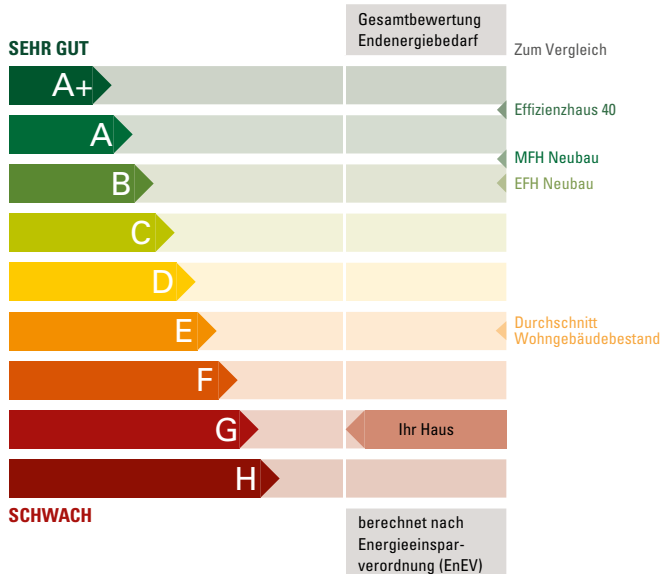 Gesamtbewertung
Endenergiebedarf
SEHR GUT
Zum Vergleich
A+
Effizienzhaus 40
A
MFH Neubau
B
EFH Neubau
C
D
E
Durchschnitt
Wohngebäudebestand
F
G
Ihr Haus
H
SCHWACH
berechnet nach
Energieeinspar-
verordnung (EnEV)